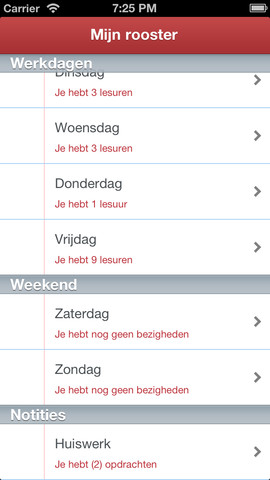 Carrier 7:25 PM
Mijn rooster
Werkdagen
Dinsdag
Je hebt 3 lesuren
Woensdag
Je hebt 3 lesuren
Donderdag
Je hebt 1 lesuur
Vrijdag
Je hebt 9 lesuren
Weekend
Zaterdag
Je hebt nog geen bezigheden
Zondag
Je hebt nog geen bezigheden
Notities
Huiswerk
Je hebt (2) opdrachten